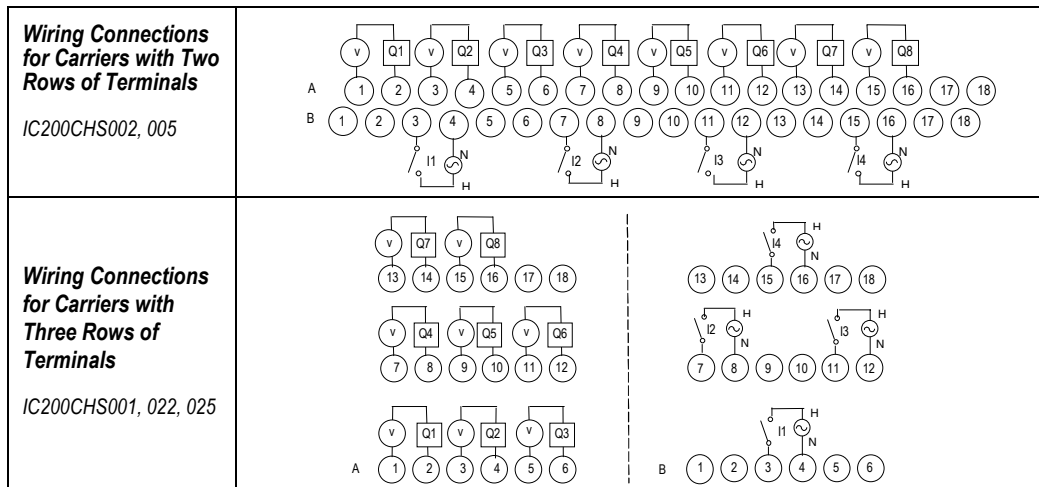 Wiring Connections
for Carriers with Two
Rows of Terminals
IC200CHS002, 005
v Q1 v Q2 v Q3 v Q4 v Q5 v Q6 v Q7 v Q8
A 1 2 3 4 5 6 7 8 9 10 11 12 13 14 15 16 17 18
B 1 2 3 4 5 6 7 8 9 10 11 12 13 14 15 16 17 18
I1 N I2 N I3 N I4 N
H H H H
Wiring Connections
for Carriers with
Three Rows of
Terminals
IC200CHS001, 022, 025
v Q7 v Q8
13 14 15 16 17 18
v Q4 v Q5 v Q6
7 8 9 10 11 12
v Q1 v Q2 v Q3
A 1 2 3 4 5 6
H
I4
N
13 14 15 16 17 18
H H
I2 I3
N N
7 8 9 10 11 12
H
I1
N
B 1 2 3 4 5 6